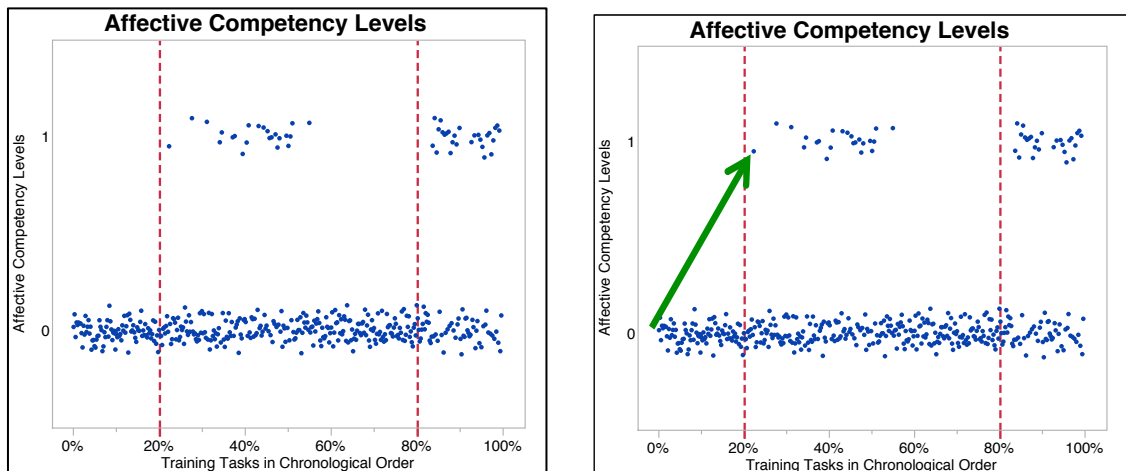 Affective Competency Levels
Affective Competency Levels
1
0
0%
20%
40%
60%
80%
100%
Training Tasks in Chronological Order
Affective Competency Levels
Affective Competency Levels
1
0
0%
20%
40%
60%
80%
100%
Training Tasks in Chronological Order